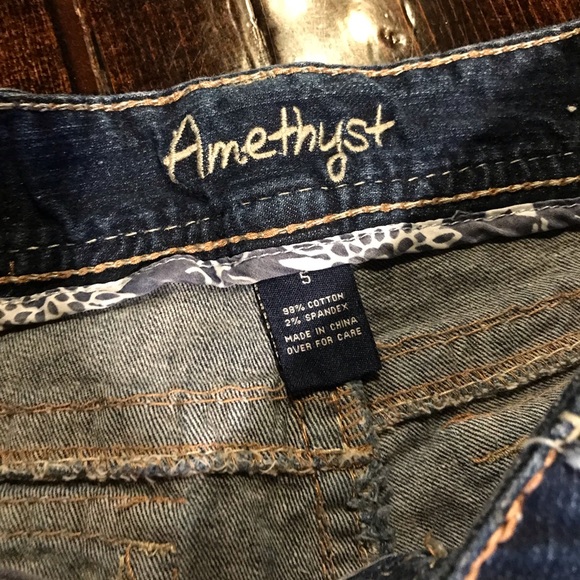 Amethyst
5
98% COTTON
2% SPANDEX
MADE IN CHINA
OVER FOR CARE